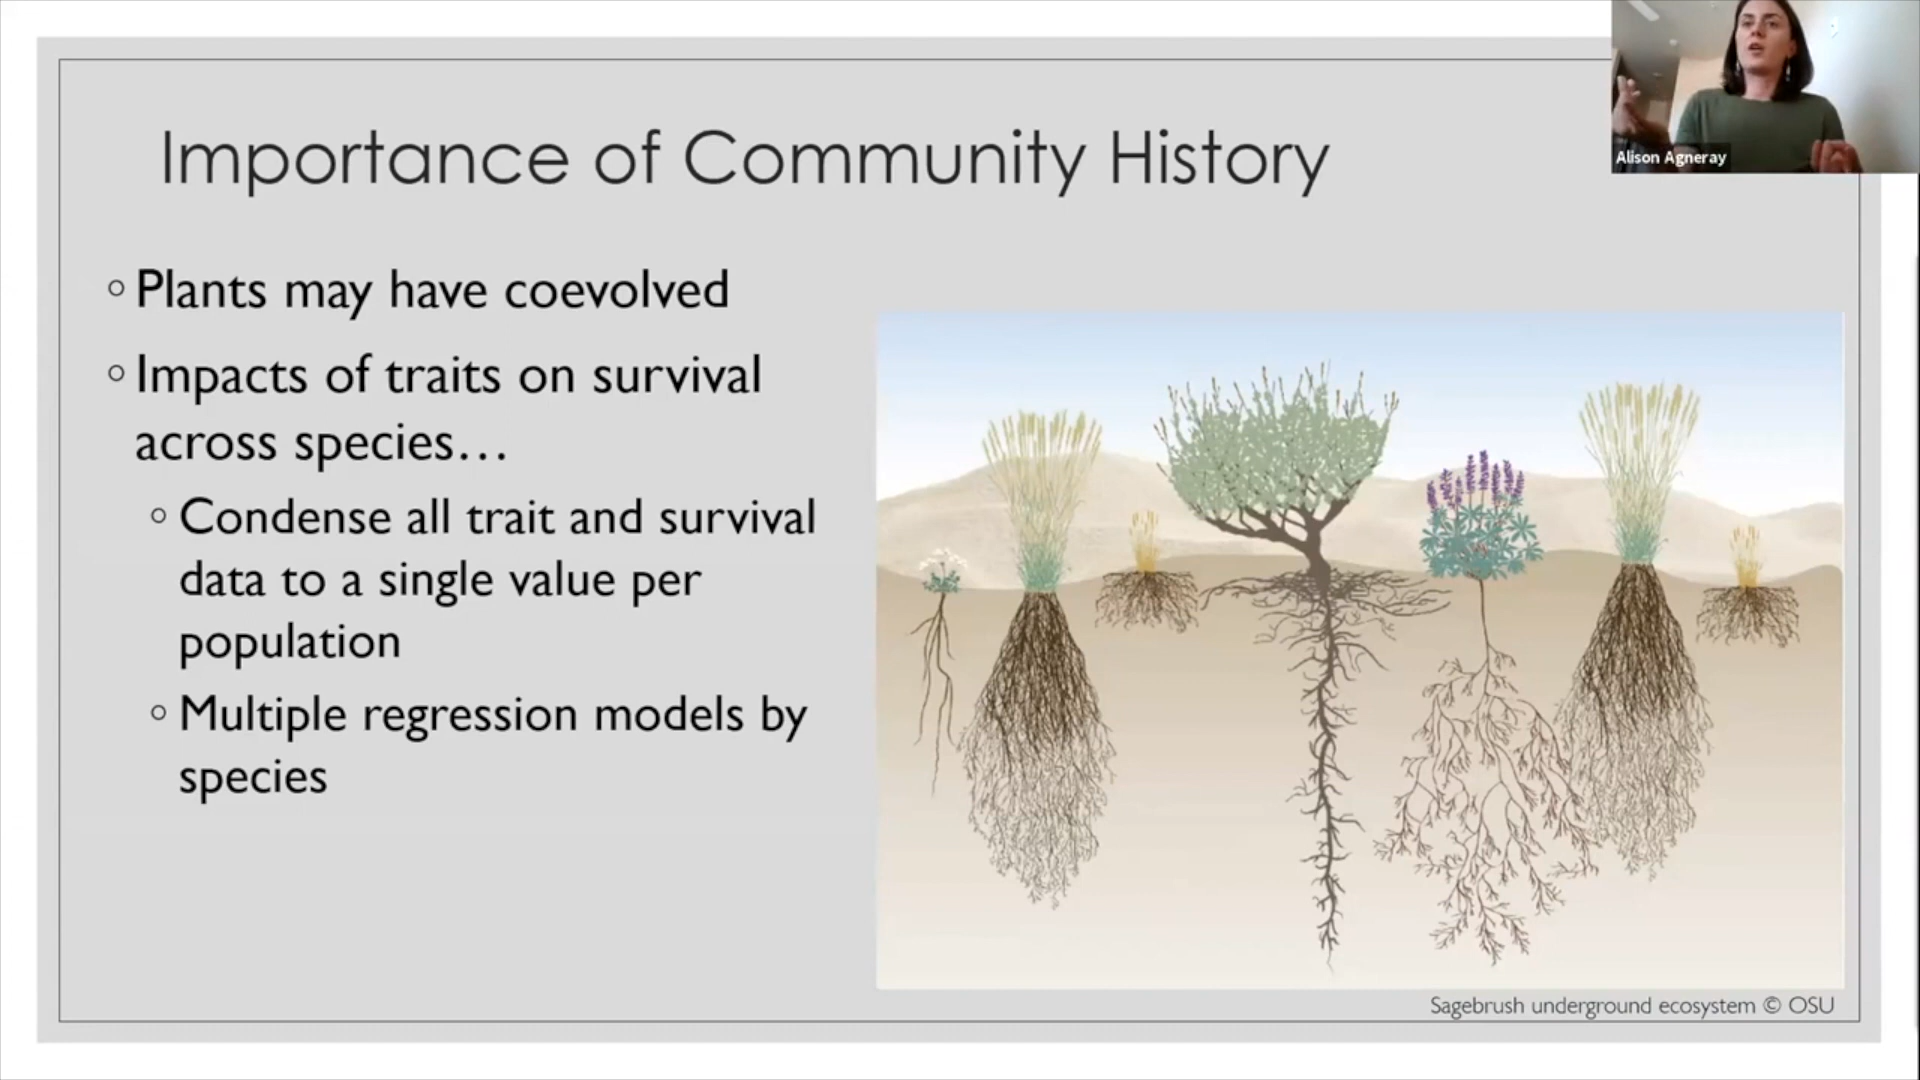 Importance of Community History
Alison Agneray
◦ Plants may have coevolved
◦ Impacts of traits on survival
across species…
◦ Condense all trait and survival
data to a single value per
population
◦ Multiple regression models by
species
Sagebrush underground ecosystem © OSU